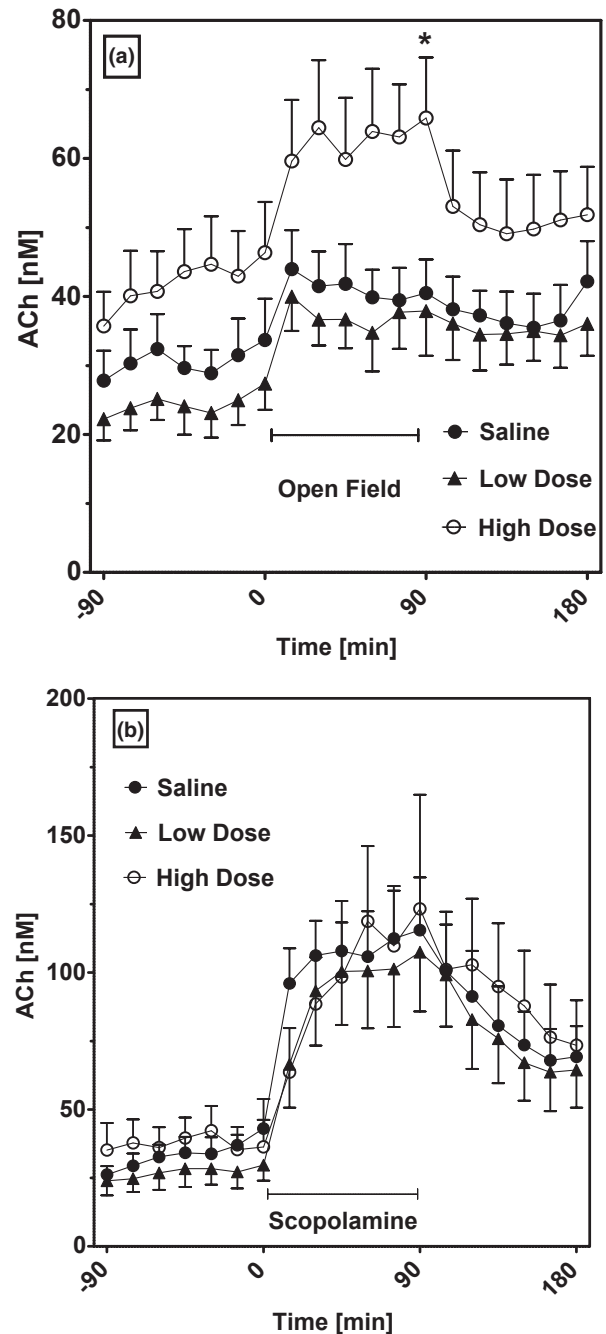 (a)
*
80
60
40
20
0
ACh [nM]
Saline
Low Dose
High Dose
Open Field
-90
0
90
180
Time [min]
(b)
200
150
100
50
0
ACh [nM]
Saline
Low Dose
High Dose
Scopolamine
-90
0
90
180
Time [min]